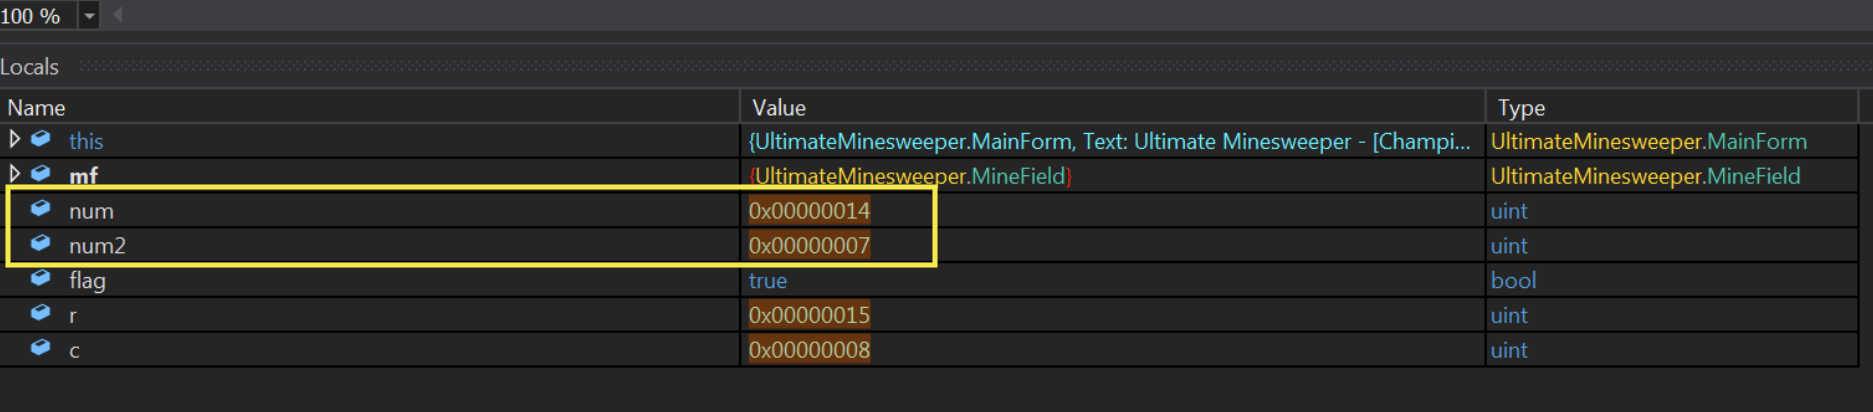 100 %
Locals
Name Value Type
this {UltimateMinesweeper.MainForm, Text: Ultimate Minesweeper - [Champi... UltimateMinesweeper.MainForm
mf {UltimateMinesweeper.MineField} UltimateMinesweeper.MineField
num 0x00000014 uint
num2 0x00000007 uint
flag true bool
r 0x00000015 uint
c 0x00000008 uint